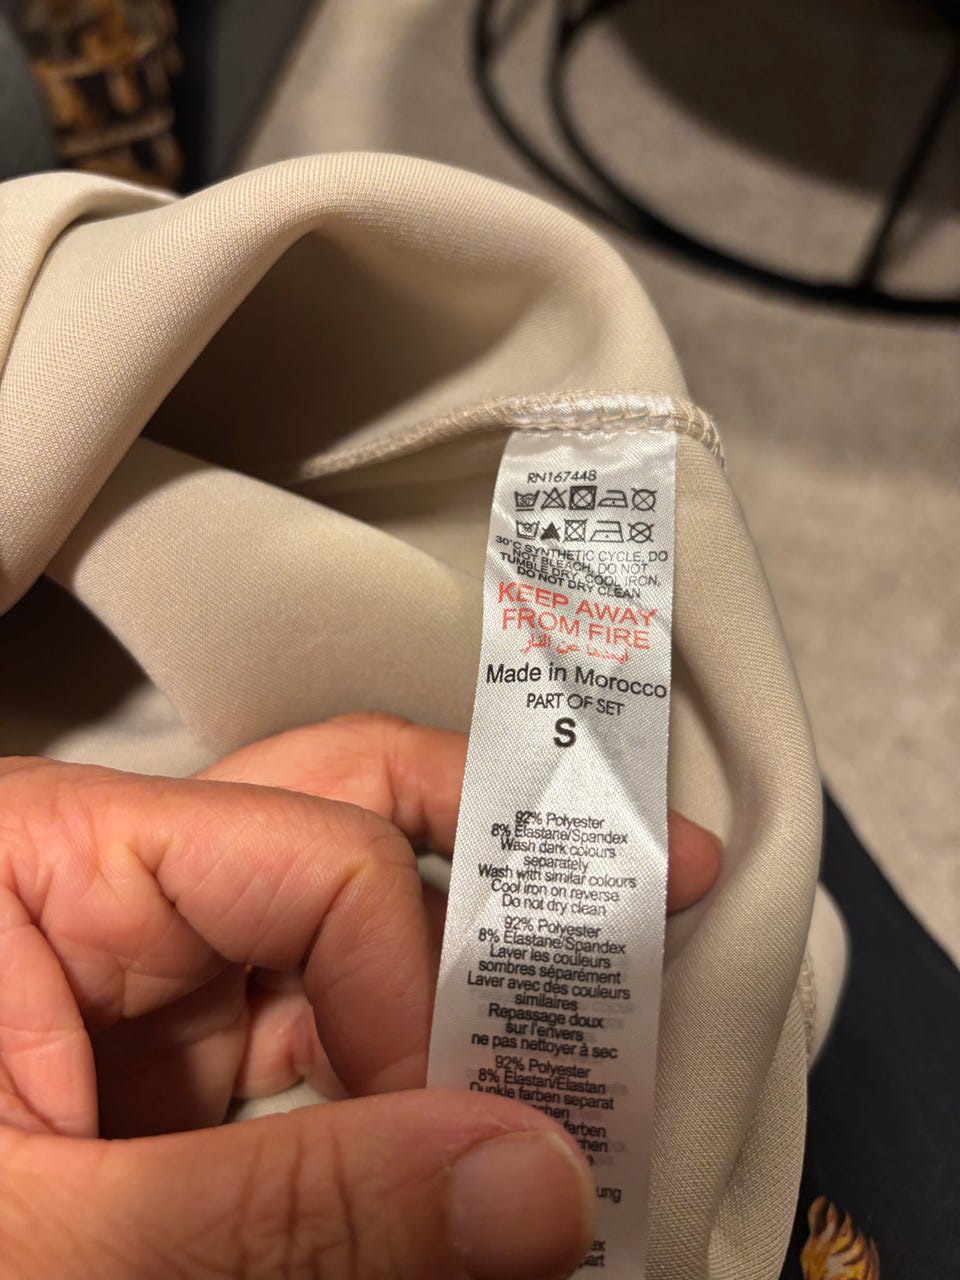 RN167448
30°
30
30°C SYNTHETIC CYCLE, DO
NOT BLEACH, DO NOT
TUMBLE DRY, COOL IRON,
DO NOT DRY CLEAN
KEEP AWAY
FROM FIRE
عن النار
Made in Morocco
PART OF SET
S
92% Polyester
8% Elastane/Spandex
Wash dark colours
separately
Wash with similar colours
Cool iron on reverse
Do not dry clean
92% Polyester
8% Elastane/Spandex
Laver les couleurs
sombres séparément
Laver avec des couleurs
similaires
Repassage doux
sur l'envers
ne pas nettoyer à sec
92% Polyester
8% Elastan/Elastan
Dunkle farben separat